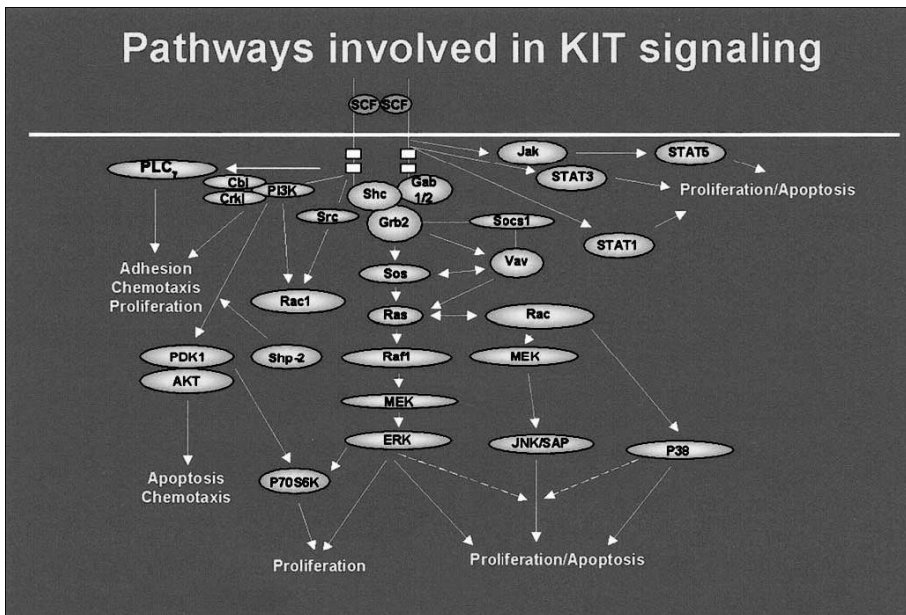 Pathways involved in KIT signaling
SCF SCF
Jak
STAT5
PLCγ
STAT3
Cbl
PI3K
Crkl
Shc
Gab
1/2
Proliferation/Apoptosis
Src
Grb2
Socs1
STAT1
Vav
Adhesion
Chemotaxis
Proliferation
Sos
Rac1
Ras
Rac
PDK1
Shp-2
Raf1
MEK
AKT
MEK
ERK
JNK/SAP
P38
Apoptosis
Chemotaxis
P70S6K
Proliferation
Proliferation/Apoptosis